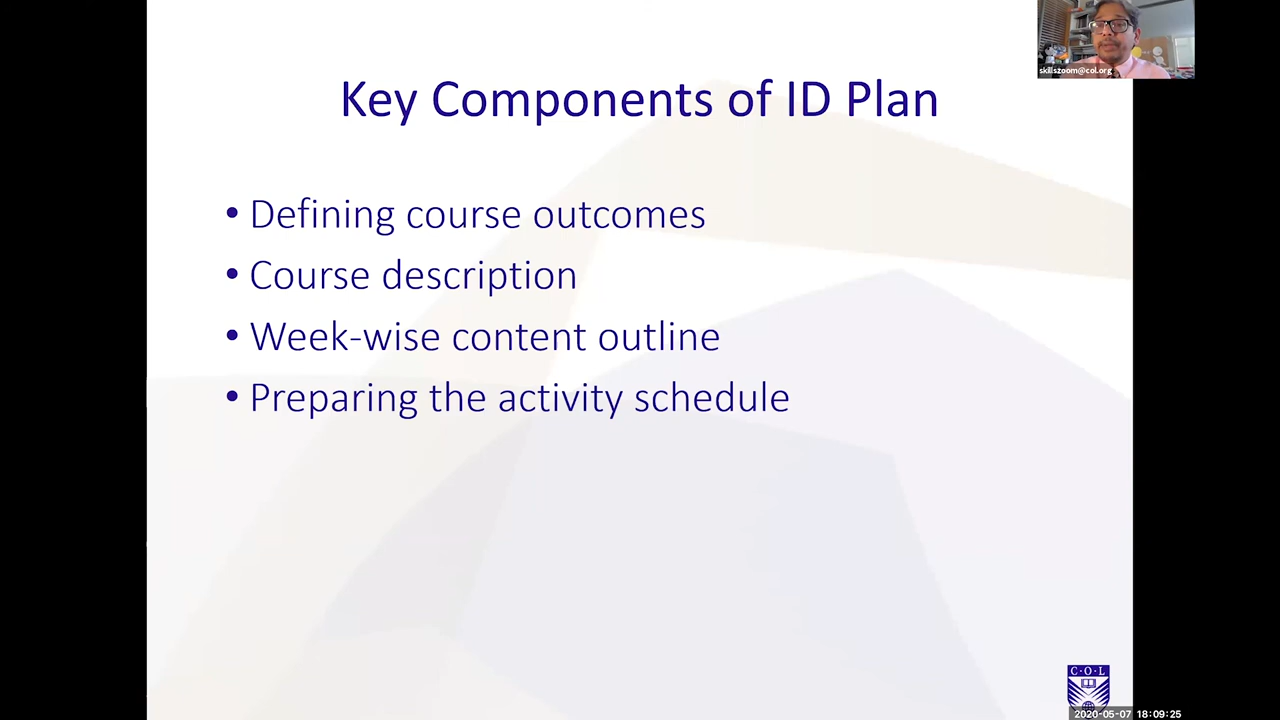 skillszoom@col.org
Key Components of ID Plan
• Defining course outcomes
• Course description
• Week-wise content outline
• Preparing the activity schedule
C·O·L
2020-05-07 18:09:25